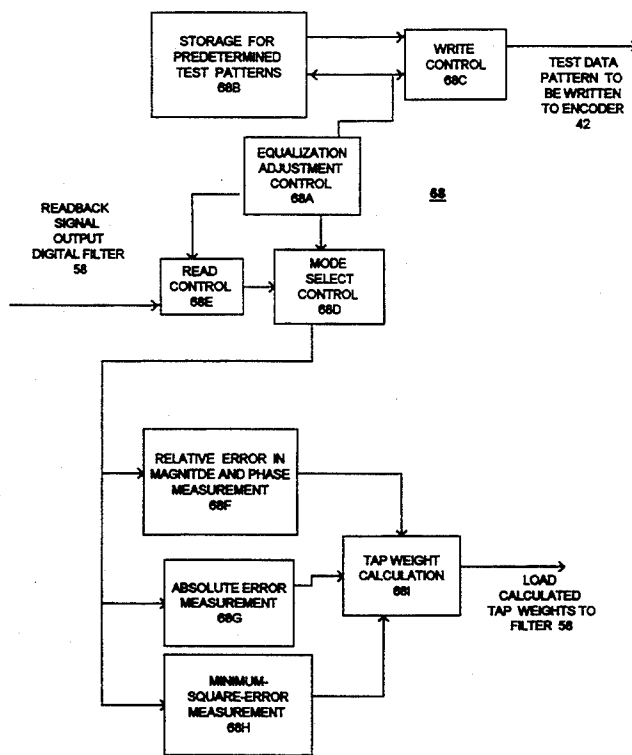 STORAGE FOR
PREDETERMINED
TEST PATTERNS
68B
WRITE
CONTROL
68C
TEST DATA
PATTERN TO
BE WRITTEN
TO ENCODER
42
EQUALIZATION
ADJUSTMENT
CONTROL
68A
68
READBACK
SIGNAL
OUTPUT
DIGITAL FILTER
58
READ
CONTROL
68E
MODE
SELECT
CONTROL
68D
RELATIVE ERROR IN
MAGNITDE AND PHASE
MEASUREMENT
68F
ABSOLUTE ERROR
MEASUREMENT
68G
MINIMUM-
SQUARE-ERROR
MEASUREMENT
68H
TAP WEIGHT
CALCULATION
68I
LOAD
CALCULATED
TAP WEIGHTS TO
FILTER 58